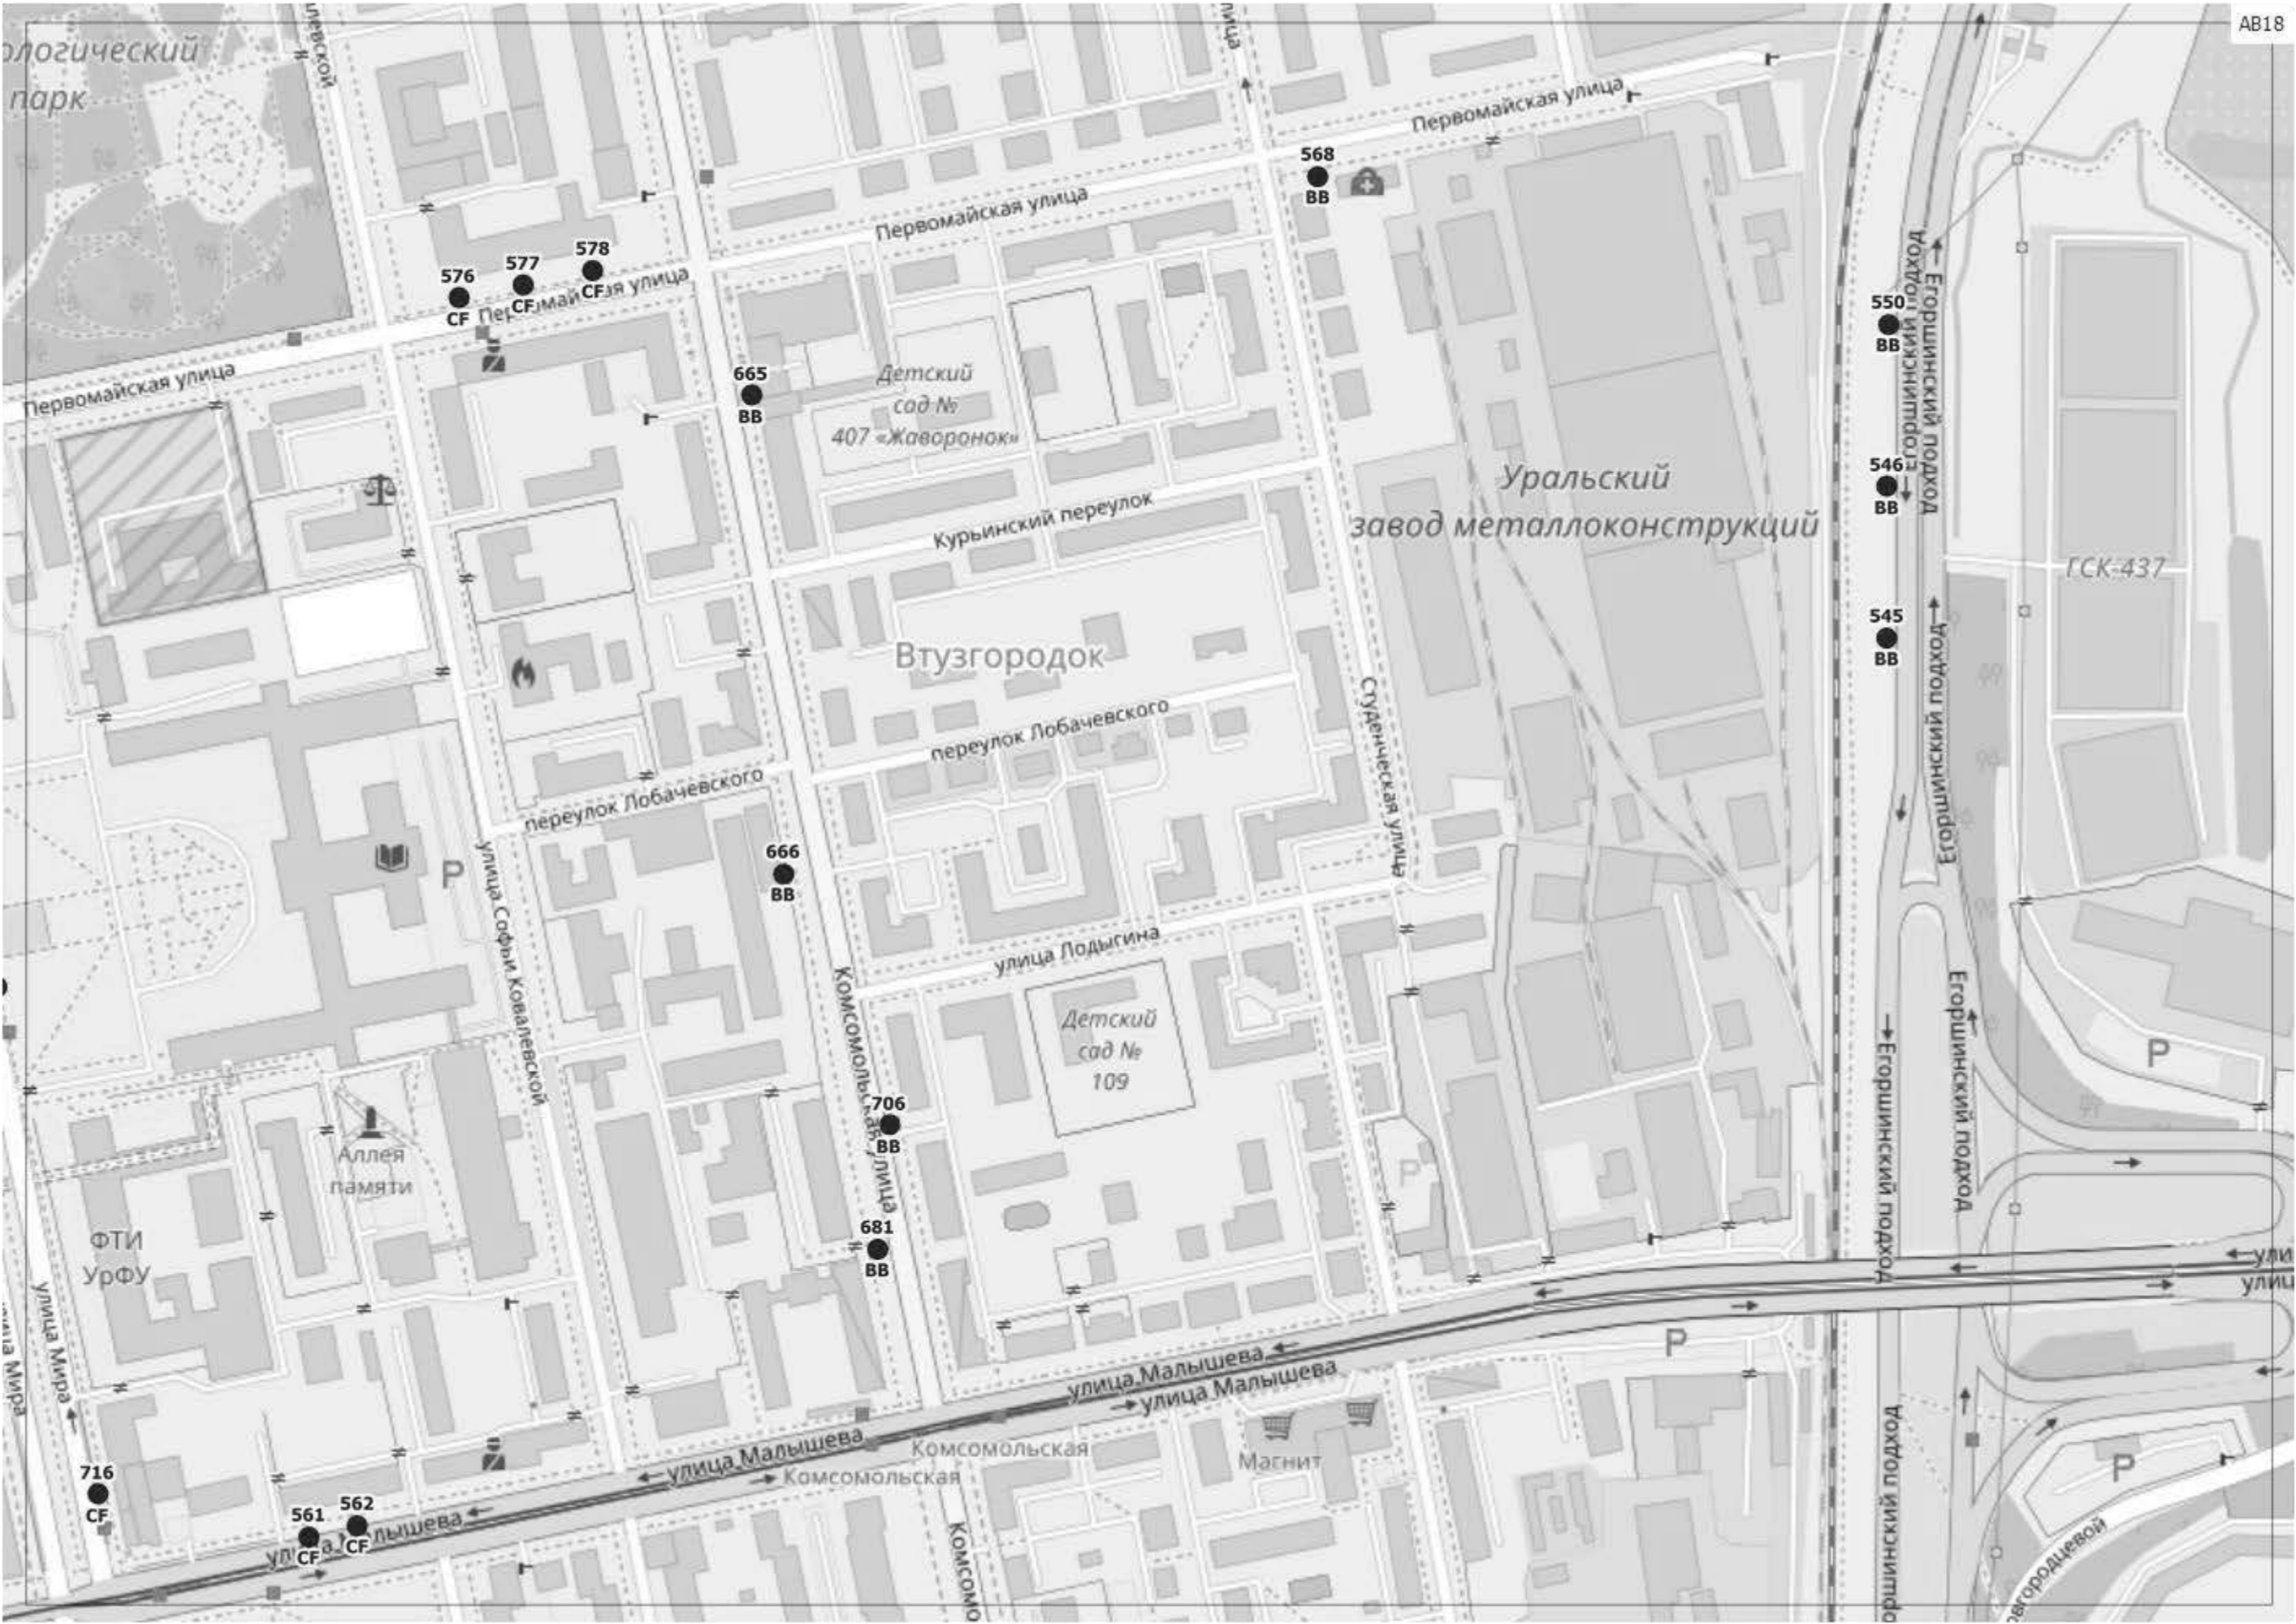 AB18
ологический
парк
Первомайская улица
568
BB
Первомайская улица
578
CF
577
CF
576
CF
улица
550
BB
Егоршинский подход
Егоршинский подход
Первомайская улица
665
BB
Детский
сад №
407 «Жаворонок»
546
BB
Уральский
завод металлоконструкций
Курьинский переулок
ГСК-437
545
BB
Втузгородок
переулок Лобачевского
Студенческая улица
Егоршинский подход
переулок Лобачевского
P
666
BB
улица Софьи Ковалевской
улица Лодыгина
Комсомольская улица
Детский
сад №
109
Егоршинский подход
Егоршинский подход
P
706
BB
Аллея
памяти
P
681
BB
ФТИ
УрФУ
улица Мира
P
улица Малышева
улица Малышева
улица Малышева
Комсомольская
Комсомольская
Магнит
P
716
CF
561
CF
562
CF
Комсомо